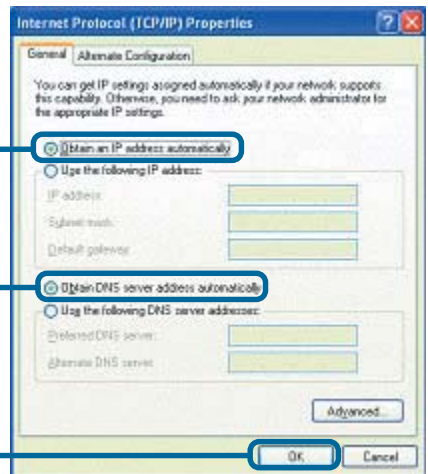 Internet Protocol (TCP/IP) Properties
General
Alternate Configuration
You can get IP settings assigned automatically if your network supports
this capability. Otherwise, you need to ask your network administrator for
the appropriate IP settings.
Obtain an IP address automatically
Use the following IP address:
IP address:
Subnet mask:
Default gateway:
Obtain DNS server address automatically
Use the following DNS server addresses:
Preferred DNS server:
Alternate DNS server:
Advanced...
OK
Cancel